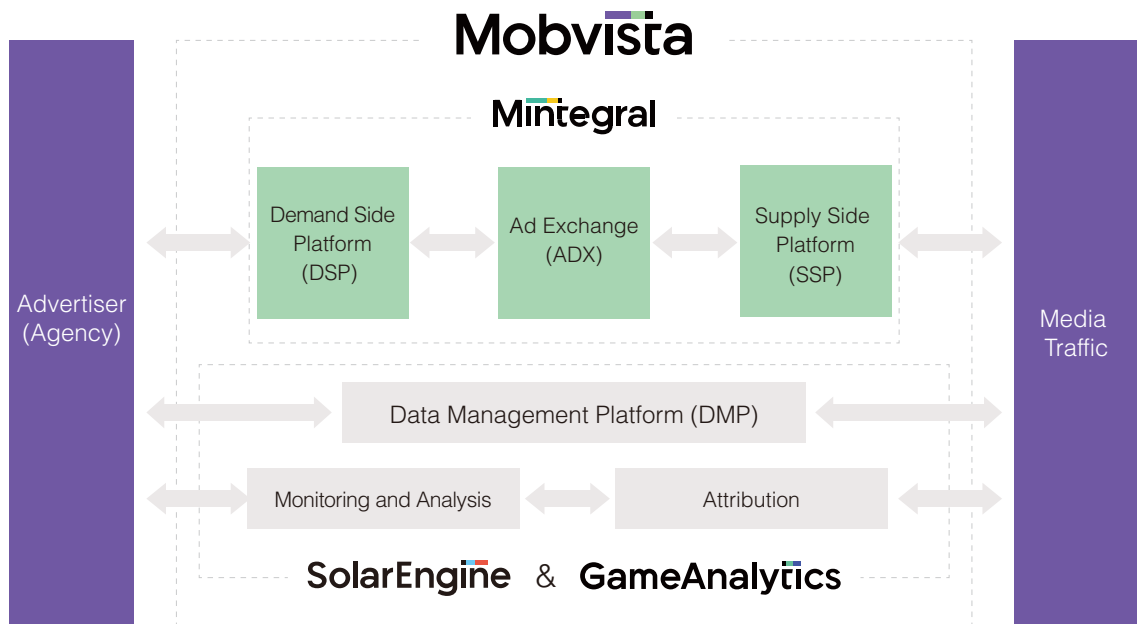 Mobvista
Mintegral
Demand Side
Platform
(DSP)
Ad Exchange
(ADX)
Supply Side
Platform
(SSP)
Advertiser
(Agency)
Media
Traffic
Data Management Platform (DMP)
Monitoring and Analysis
Attribution
SolarEngine & GameAnalytics